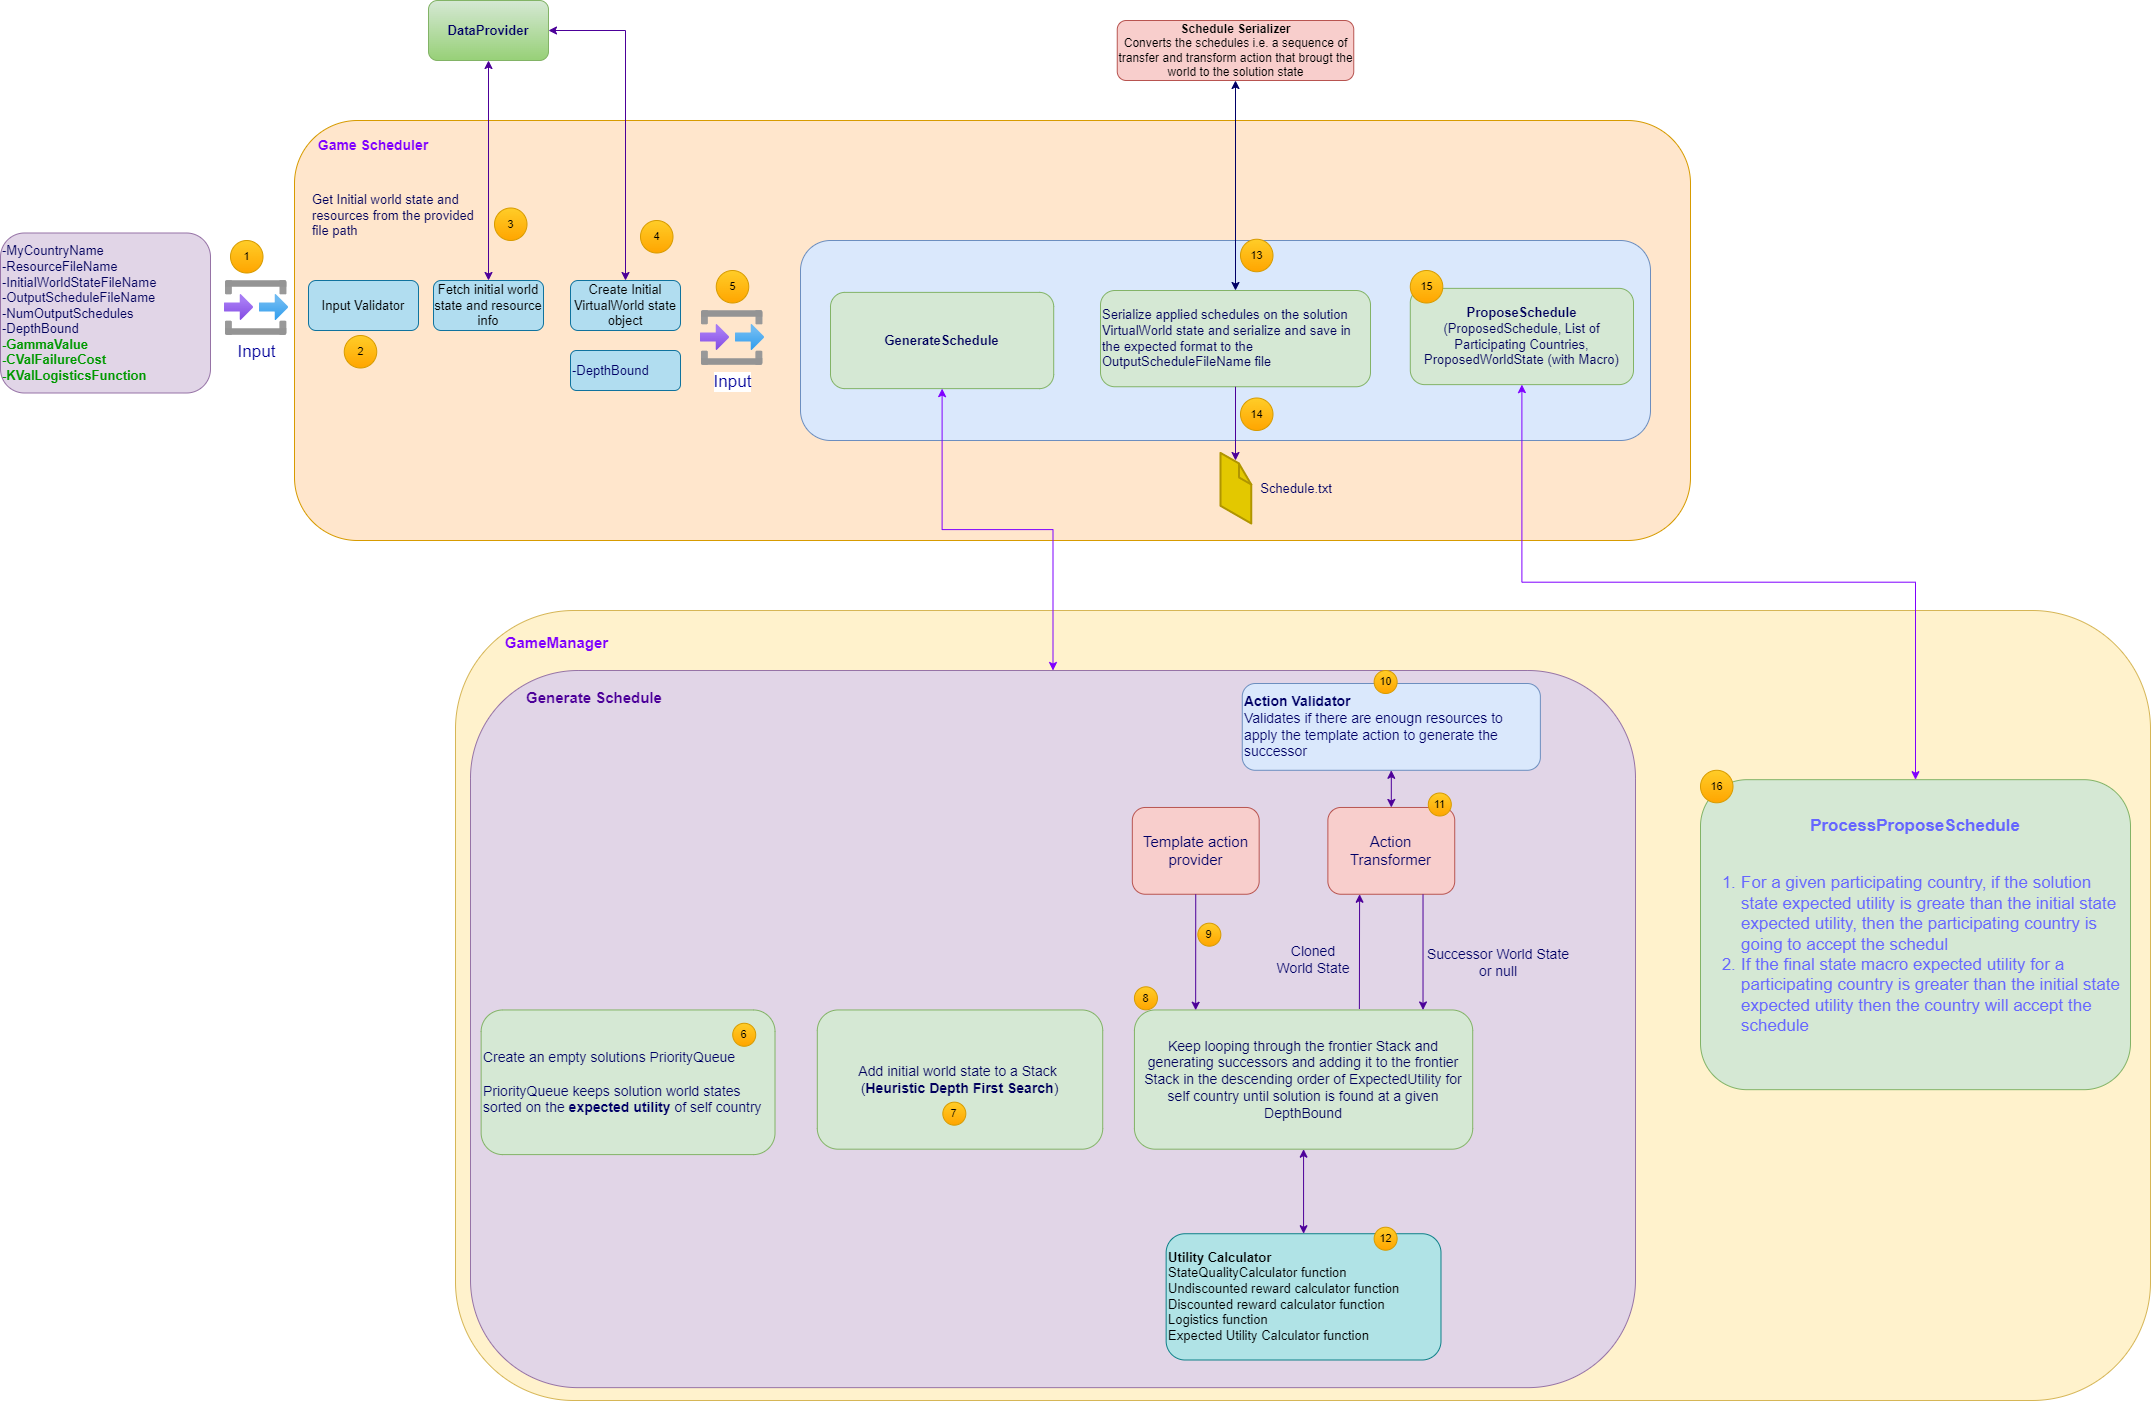 DataProvider
Schedule Serializer
Converts the schedules i.e. a sequence of
transfer and transform action that brougt the
world to the solution state
Game Scheduler
Get Initial world state and
resources from the provided
file path
3
4
-MyCountryName
-ResourceFileName
-InitialWorldStateFileName
-OutputScheduleFileName
-NumOutputSchedules
-DepthBound
-GammaValue
-CValFailureCost
-KValLogisticsFunction
1
Input
Input Validator
2
Fetch initial world
state and resource
info
Create Initial
VirtualWorld state
object
-DepthBound
5
Input
GenerateSchedule
13
Serialize applied schedules on the solution
VirtualWorld state and serialize and save in
the expected format to the
OutputScheduleFileName file
14
Schedule.txt
15
ProposeSchedule
(ProposedSchedule, List of
Participating Countries,
ProposedWorldState (with Macro)
GameManager
Generate Schedule
10
Action Validator
Validates if there are enougn resources to
apply the template action to generate the
successor
Template action
provider
11
Action
Transformer
9
Cloned
World State
Successor World State
or null
6
Create an empty solutions PriorityQueue
PriorityQueue keeps solution world states
sorted on the expected utility of self country
Add initial world state to a Stack
(Heuristic Depth First Search)
7
8
Keep looping through the frontier Stack and
generating successors and adding it to the frontier
Stack in the descending order of ExpectedUtility for
self country until solution is found at a given
DepthBound
12
Utility Calculator
StateQualityCalculator function
Undiscounted reward calculator function
Discounted reward calculator function
Logistics function
Expected Utility Calculator function
16
ProcessProposeSchedule
1. For a given participating country, if the solution
state expected utility is greate than the initial state
expected utility, then the participating country is
going to accept the schedul
2. If the final state macro expected utility for a
participating country is greater than the initial state
expected utility then the country will accept the
schedule